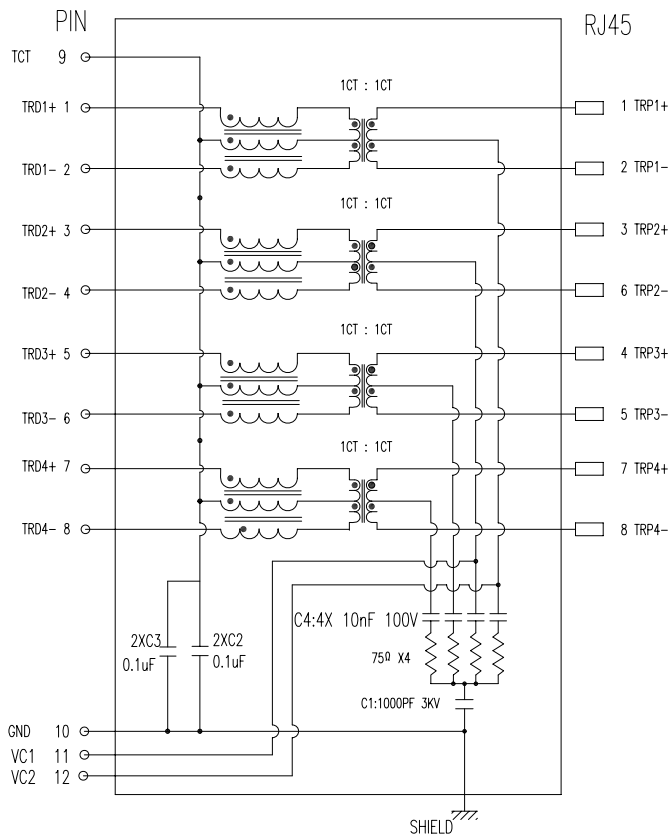 PIN
RJ45
TCT 9
1CT : 1CT
TRD1+ 1
1 TRP1+
TRD1- 2
2 TRP1-
1CT : 1CT
TRD2+ 3
3 TRP2+
TRD2- 4
6 TRP2-
1CT : 1CT
TRD3+ 5
4 TRP3+
TRD3- 6
5 TRP3-
1CT : 1CT
TRD4+ 7
7 TRP4+
TRD4- 8
8 TRP4-
C4:4X 10nF 100V
2XC3
0.1uF
2XC2
0.1uF
75Ω X4
C1:1000PF 3KV
GND 10
VC1 11
VC2 12
SHIELD